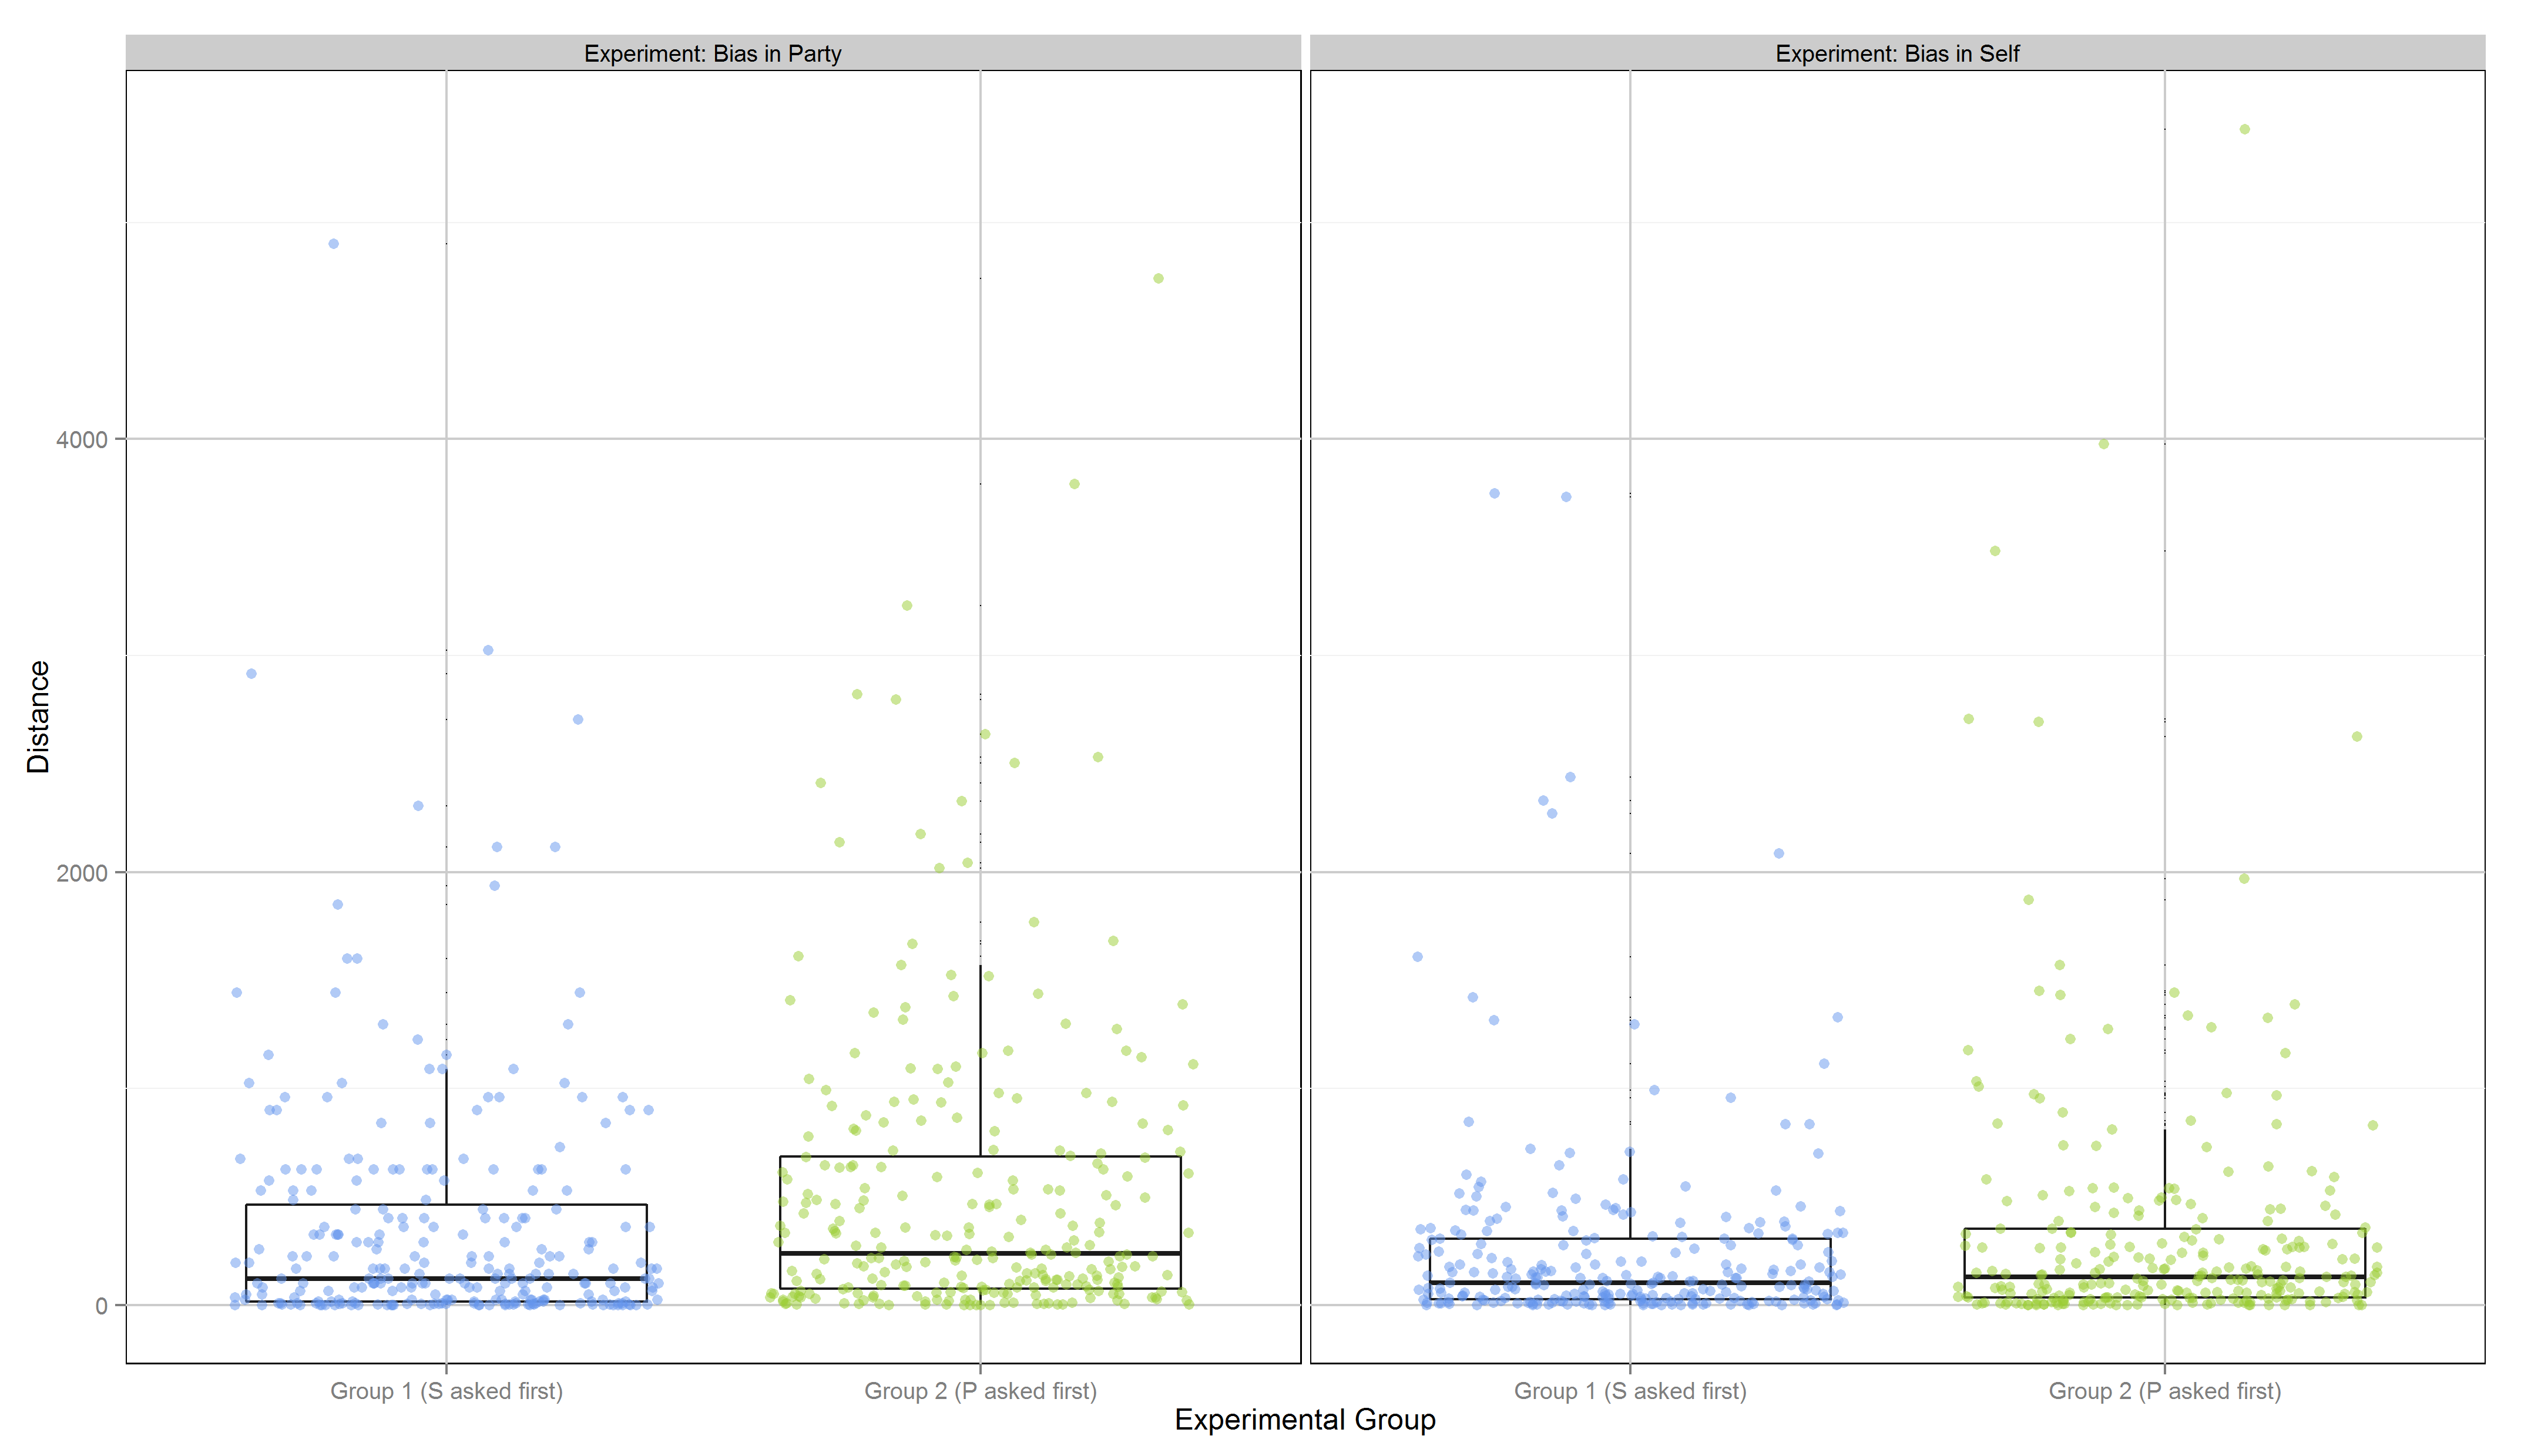 Experiment: Bias in Party
Experiment: Bias in Self
Distance
4000
2000
0
Group 1 (S asked first)
Group 2 (P asked first)
Group 1 (S asked first)
Group 2 (P asked first)
Experimental Group